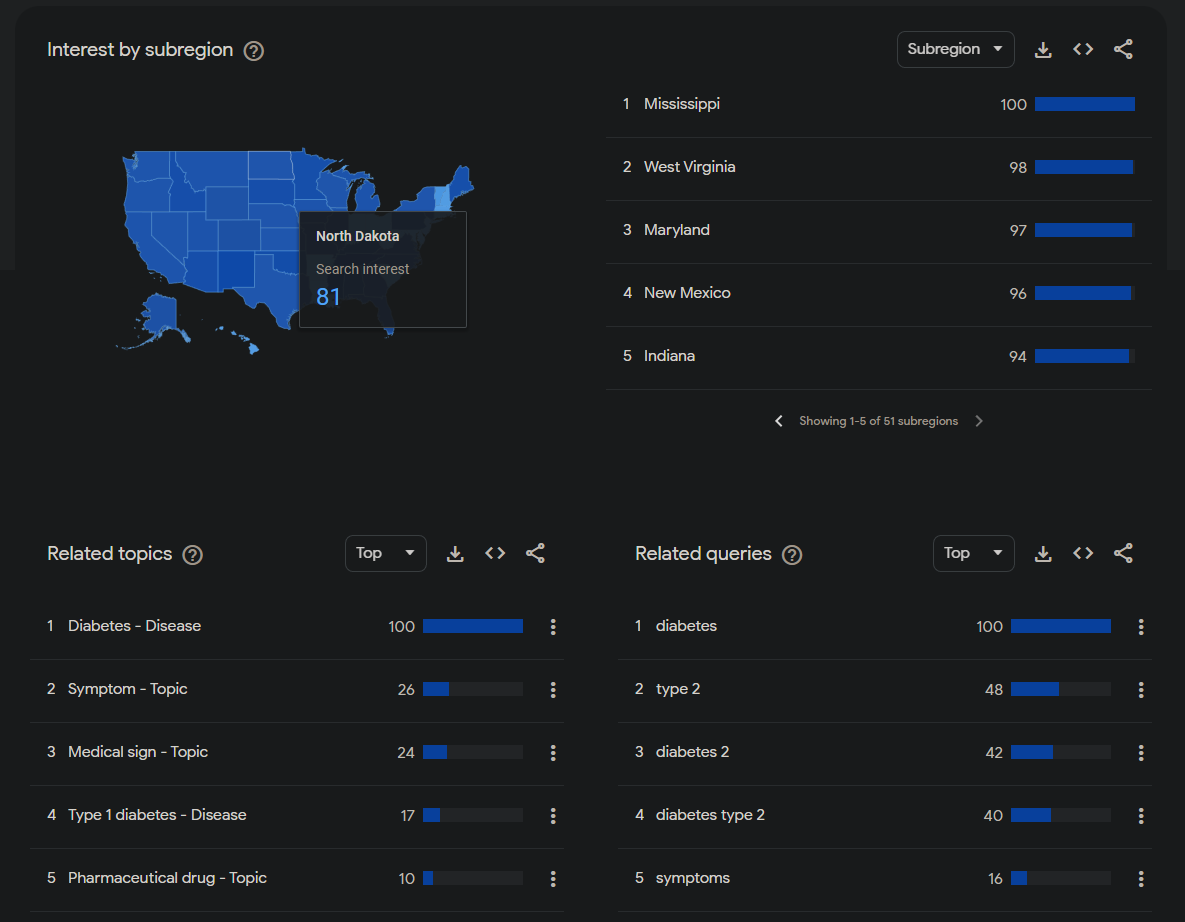 Interest by subregion
Subregion
1 Mississippi 100
2 West Virginia 98
3 Maryland 97
4 New Mexico 96
5 Indiana 94
Showing 1-5 of 51 subregions
North Dakota
Search interest
81
Related topics
Top
1 Diabetes - Disease 100
2 Symptom - Topic 26
3 Medical sign - Topic 24
4 Type 1 diabetes - Disease 17
5 Pharmaceutical drug - Topic 10
Related queries
Top
1 diabetes 100
2 type 2 48
3 diabetes 2 42
4 diabetes type 2 40
5 symptoms 16